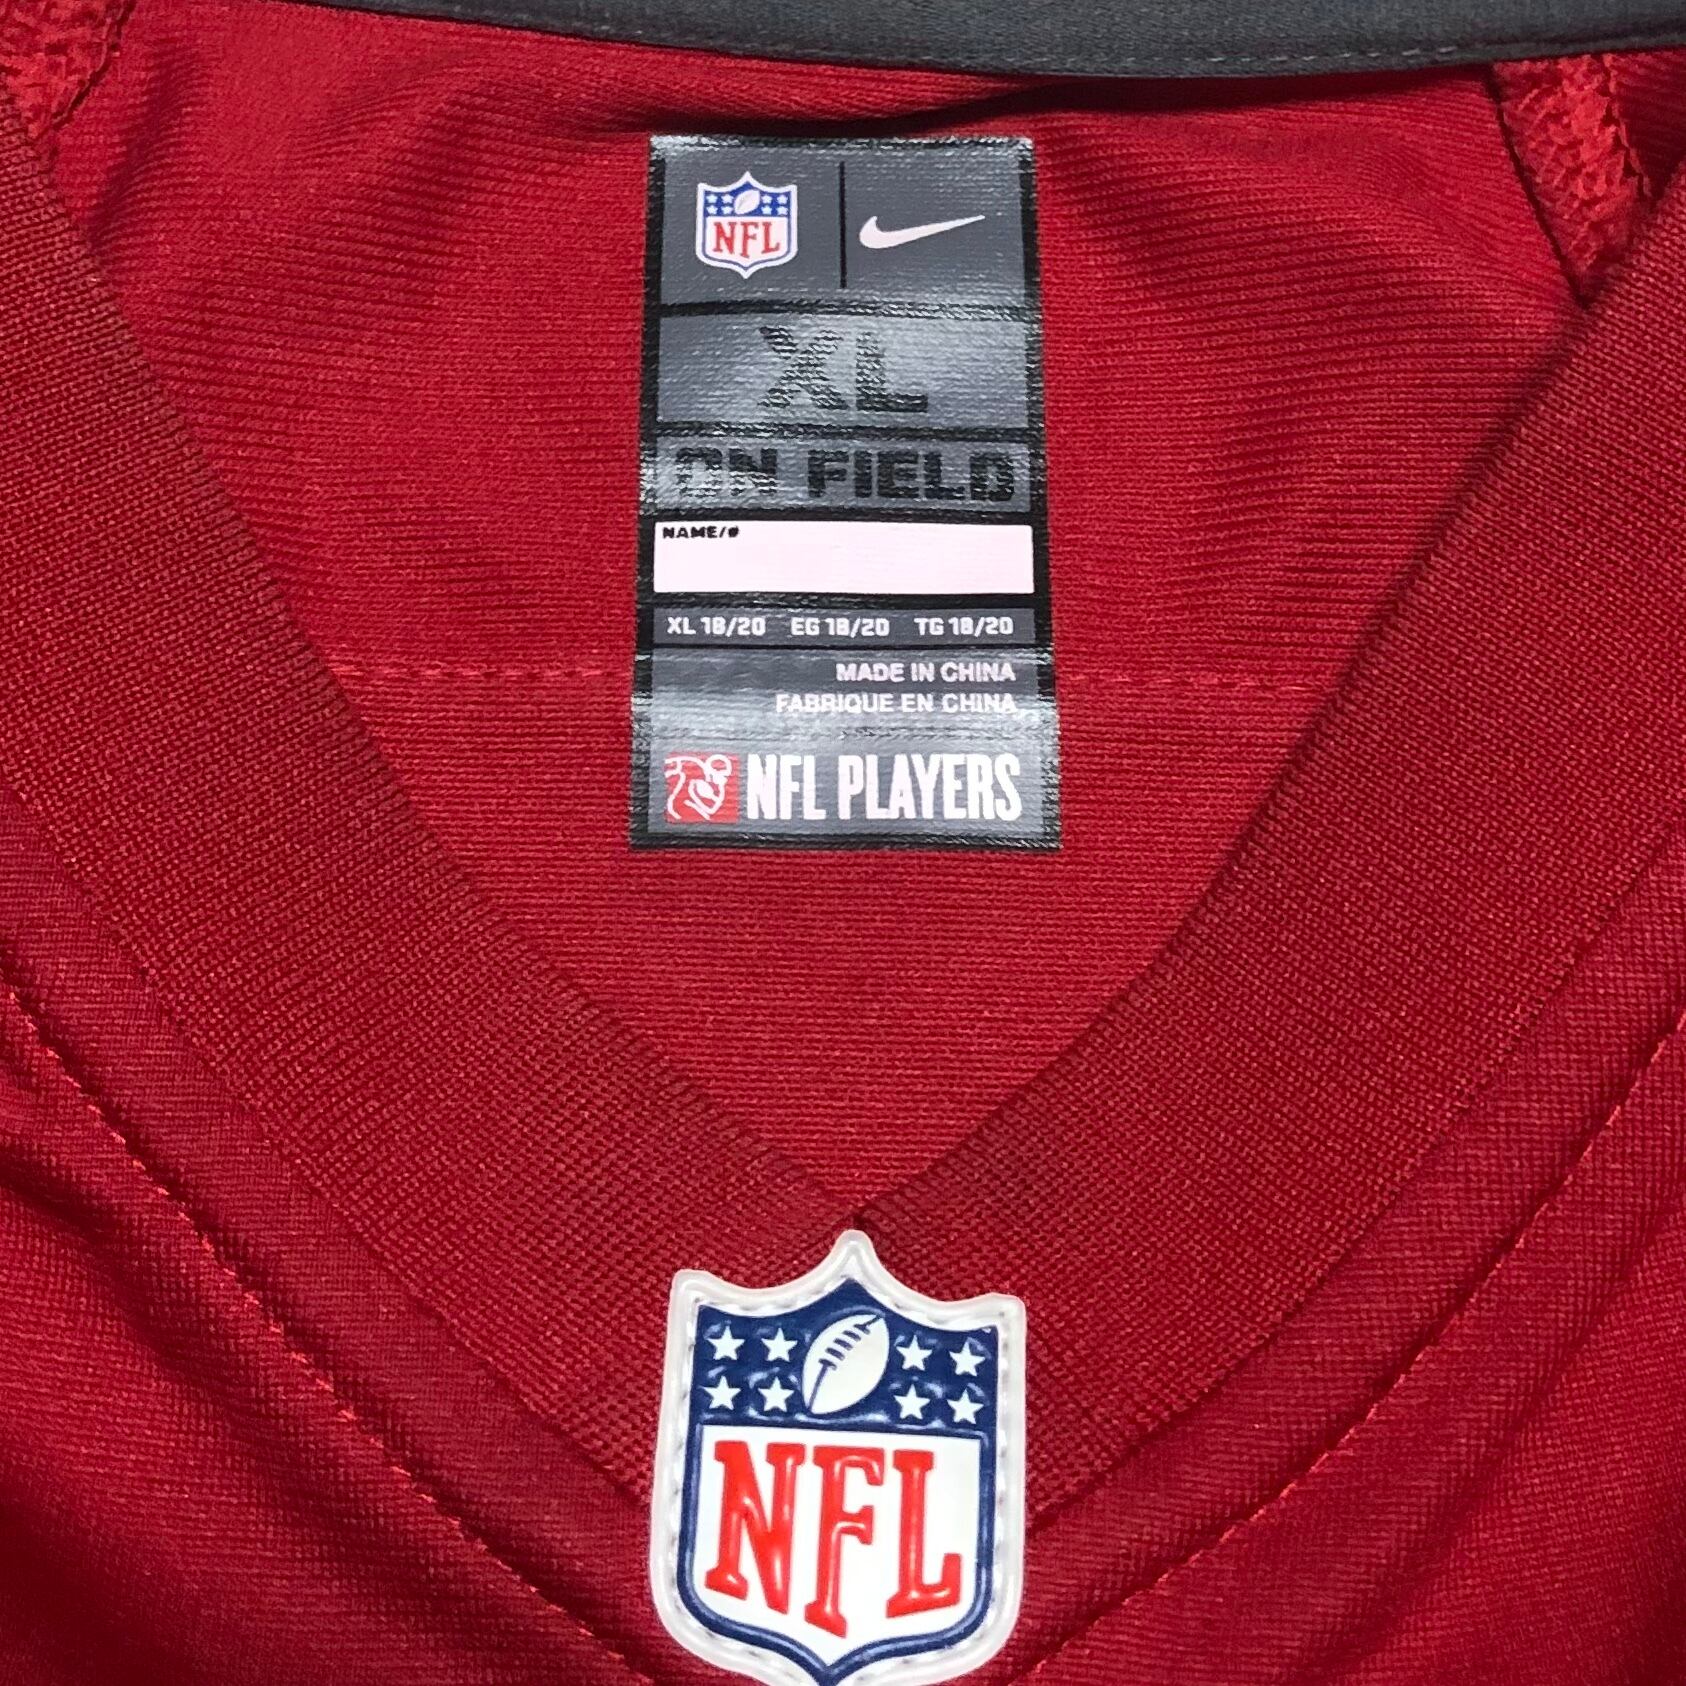 NFL
XL
ON FIELD
NAME/#
XL 18/20 EG 18/20 TG 18/20
MADE IN CHINA
FABRIQUE EN CHINA
NFL PLAYERS
NFL